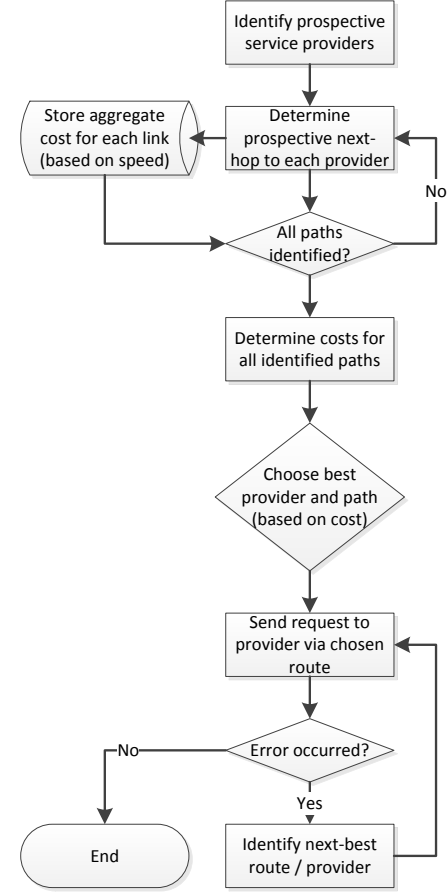 Identify prospective
service providers
Store aggregate
cost for each link
(based on speed)
Determine
prospective next-
hop to each provider
No
All paths
identified?
Determine costs for
all identified paths
Choose best
provider and path
(based on cost)
Send request to
provider via chosen
route
No
Error occurred?
Yes
End
Identify next-best
route / provider